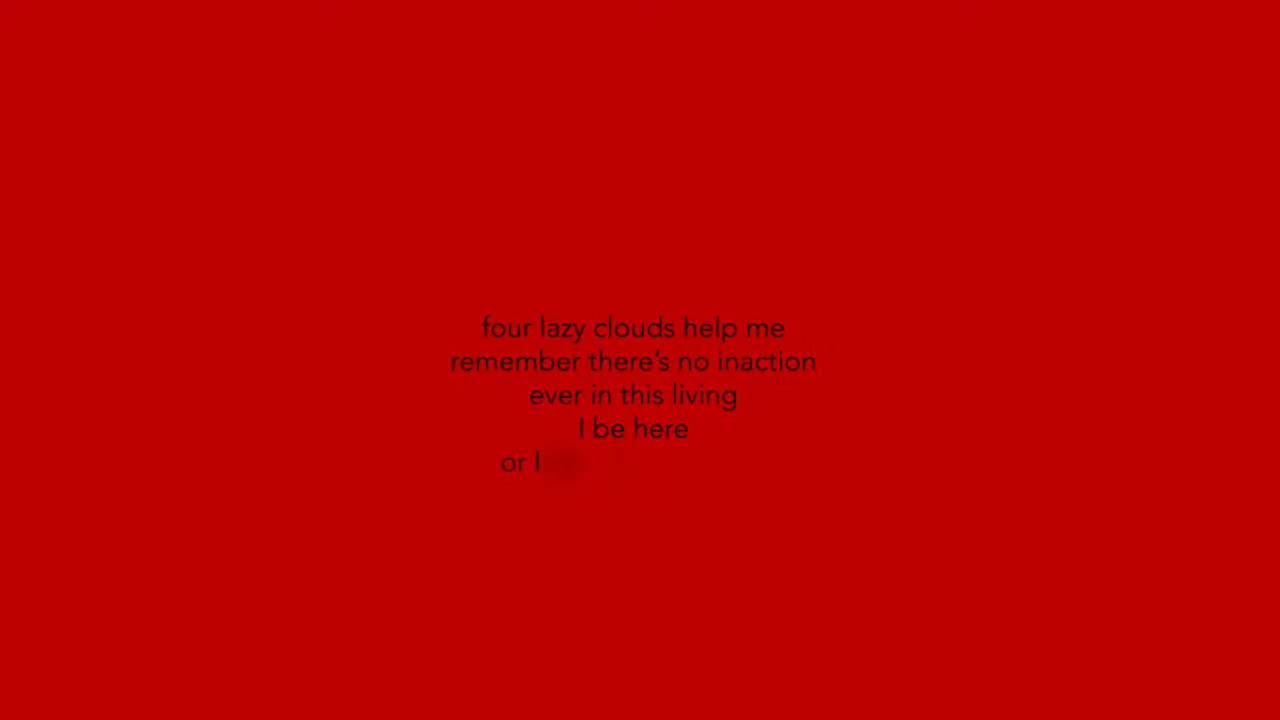 four lazy clouds help me
remember there's no inaction
ever in this living
I be here
or I